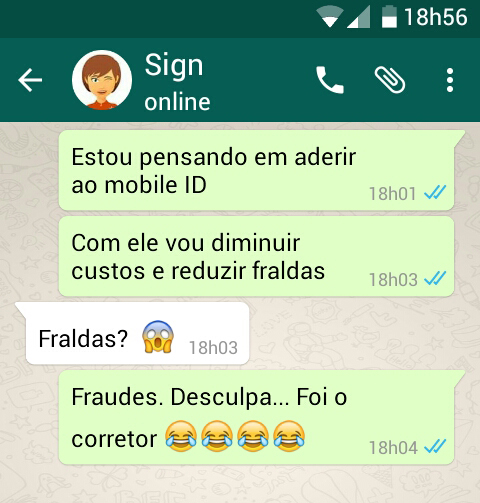 18h56
Sign
online
Estou pensando em aderir
ao mobile ID
18h01
Com ele vou diminuir
custos e reduzir fraldas
18h03
Fraldas? 😱
18h03
Fraudes. Desculpa... Foi o
corretor 😂😂😂😂
18h04